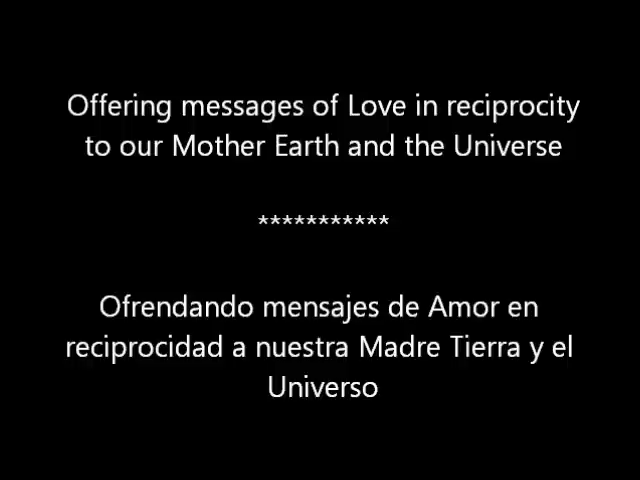 Offering messages of Love in reciprocity
to our Mother Earth and the Universe
***********
Ofrendando mensajes de Amor en
reciprocidad a nuestra Madre Tierra y el
Universo